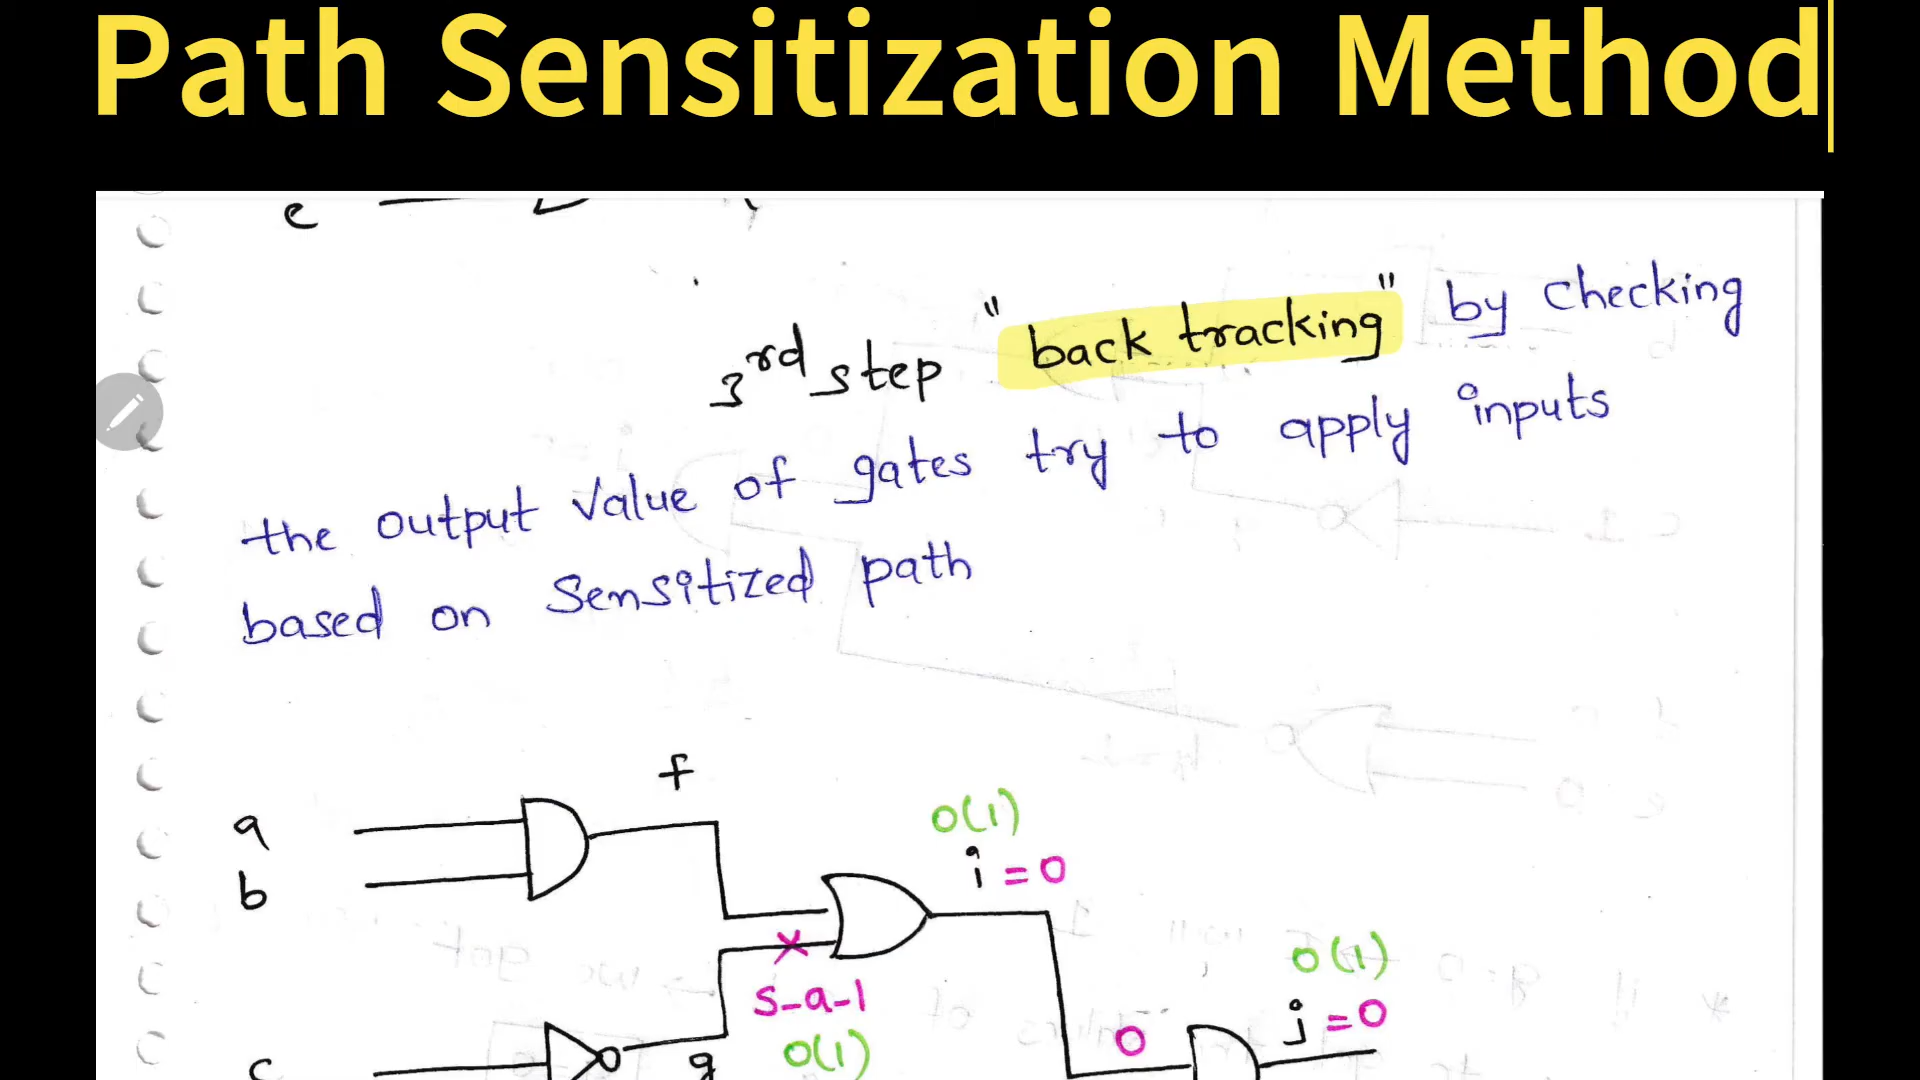 Path Sensitization Method
e
3rd step "back tracking" by checking
the output value of gates try to apply inputs
based on Sensitized path
f
a
b
0(1)
i = 0
s-a-1
0(1)
j = 0
0
c
g
0(1)